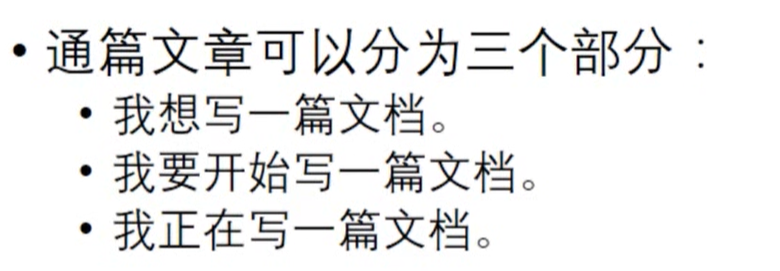 • 通篇文章可以分为三个部分：
• 我想写一篇文档。
• 我要开始写一篇文档。
• 我正在写一篇文档。